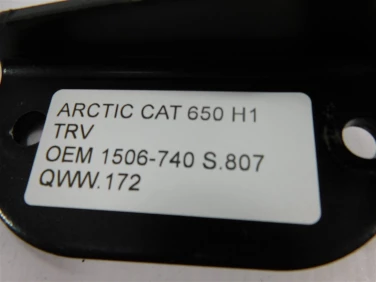 ARCTIC CAT 650 H1
TRV
OEM 1506-740 S.807
QWW.172